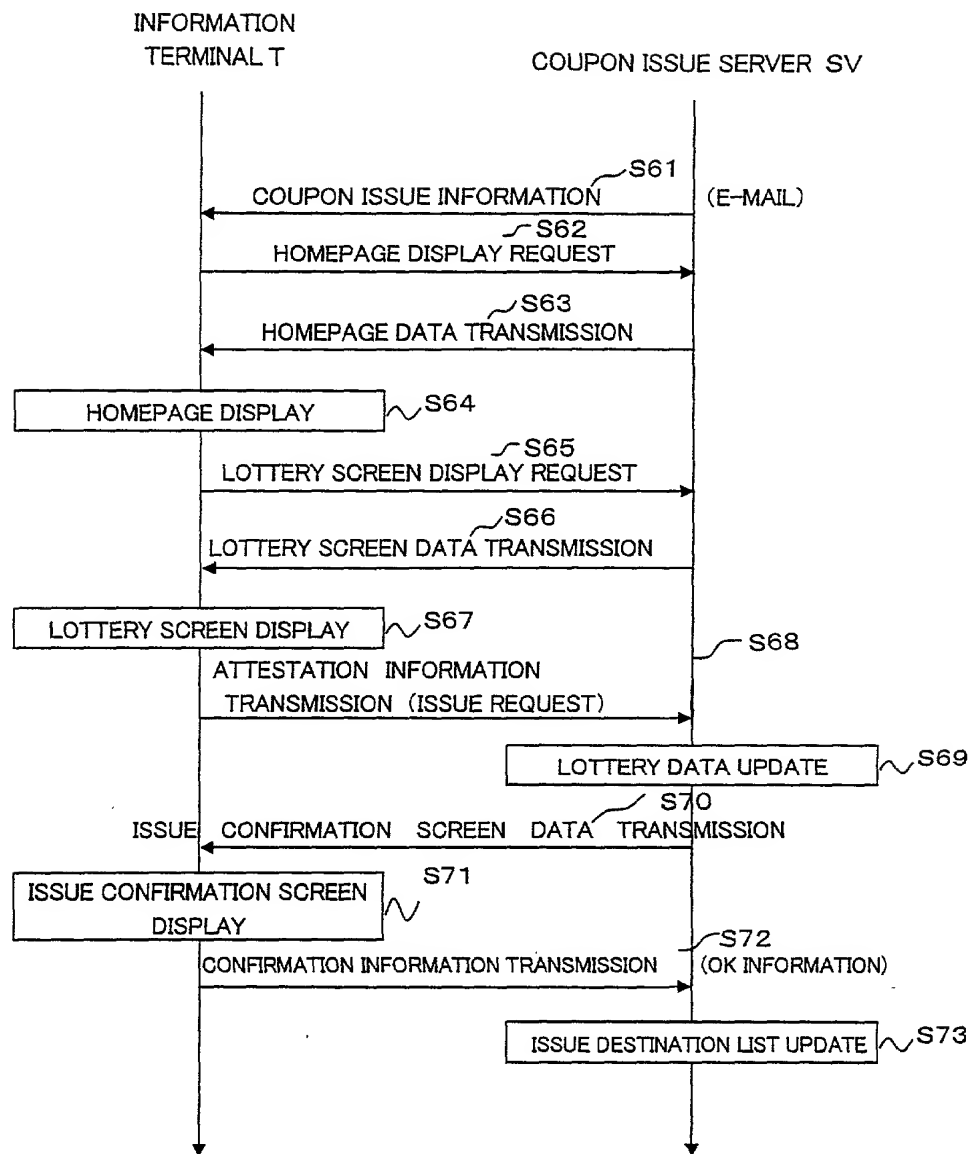 INFORMATION
TERMINAL T
COUPON ISSUE SERVER SV
S61
COUPON ISSUE INFORMATION
(E-MAIL)
S62
HOMEPAGE DISPLAY REQUEST
S63
HOMEPAGE DATA TRANSMISSION
HOMEPAGE DISPLAY
S64
S65
LOTTERY SCREEN DISPLAY REQUEST
S66
LOTTERY SCREEN DATA TRANSMISSION
LOTTERY SCREEN DISPLAY
S67
S68
ATTESTATION INFORMATION
TRANSMISSION (ISSUE REQUEST)
LOTTERY DATA UPDATE
S69
S70
ISSUE CONFIRMATION SCREEN DATA TRANSMISSION
ISSUE CONFIRMATION SCREEN
DISPLAY
S71
S72
CONFIRMATION INFORMATION TRANSMISSION
(OK INFORMATION)
ISSUE DESTINATION LIST UPDATE
S73